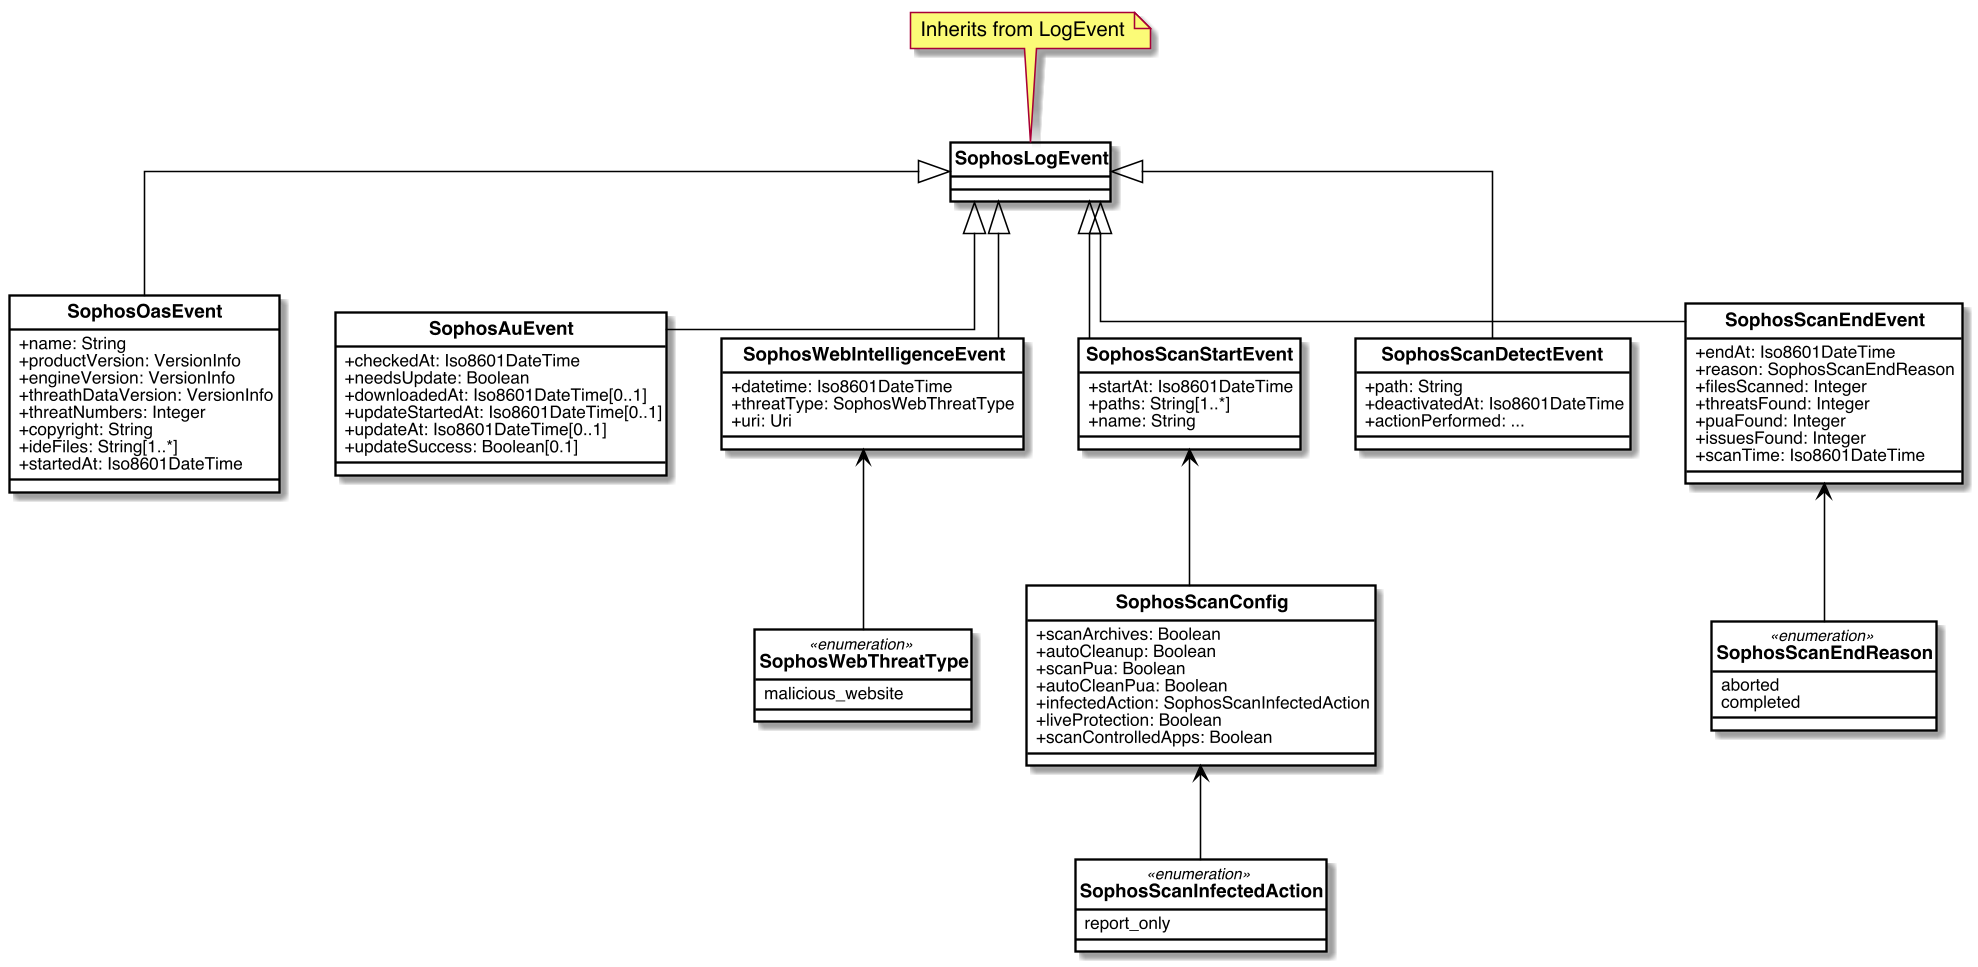 Inherits from LogEvent
SophosLogEvent
SophosOasEvent
+name: String
+productVersion: VersionInfo
+engineVersion: VersionInfo
+threathDataVersion: VersionInfo
+threatNumbers: Integer
+copyright: String
+ideFiles: String[1..*]
+startedAt: Iso8601DateTime
SophosAuEvent
+checkedAt: Iso8601DateTime
+needsUpdate: Boolean
+downloadedAt: Iso8601DateTime[0..1]
+updateStartedAt: Iso8601DateTime[0..1]
+updateAt: Iso8601DateTime[0..1]
+updateSuccess: Boolean[0.1]
SophosWebIntelligenceEvent
+datetime: Iso8601DateTime
+threatType: SophosWebThreatType
+uri: Uri
SophosScanStartEvent
+startAt: Iso8601DateTime
+paths: String[1..*]
+name: String
SophosScanDetectEvent
+path: String
+deactivatedAt: Iso8601DateTime
+actionPerformed: ...
SophosScanEndEvent
+endAt: Iso8601DateTime
+reason: SophosScanEndReason
+filesScanned: Integer
+threatsFound: Integer
+puaFound: Integer
+issuesFound: Integer
+scanTime: Iso8601DateTime
«enumeration»
SophosWebThreatType
malicious_website
SophosScanConfig
+scanArchives: Boolean
+autoCleanup: Boolean
+scanPua: Boolean
+autoCleanPua: Boolean
+infectedAction: SophosScanInfectedAction
+liveProtection: Boolean
+scanControlledApps: Boolean
«enumeration»
SophosScanEndReason
aborted
completed
«enumeration»
SophosScanInfectedAction
report_only